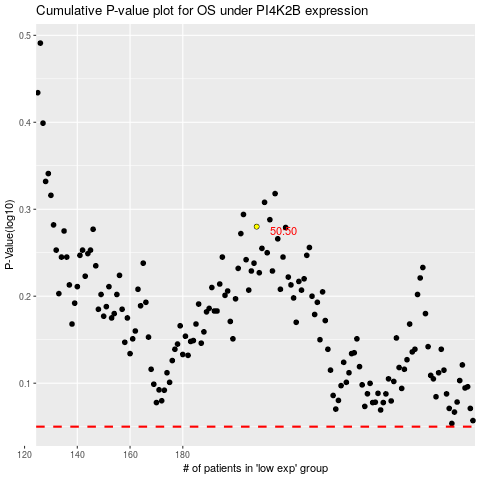 Cumulative P-value plot for OS under PI4K2B expression
P-Value(log10)
0.5
0.4
0.3
0.2
0.1
50.50
120 140 160 180
# of patients in 'low exp' group